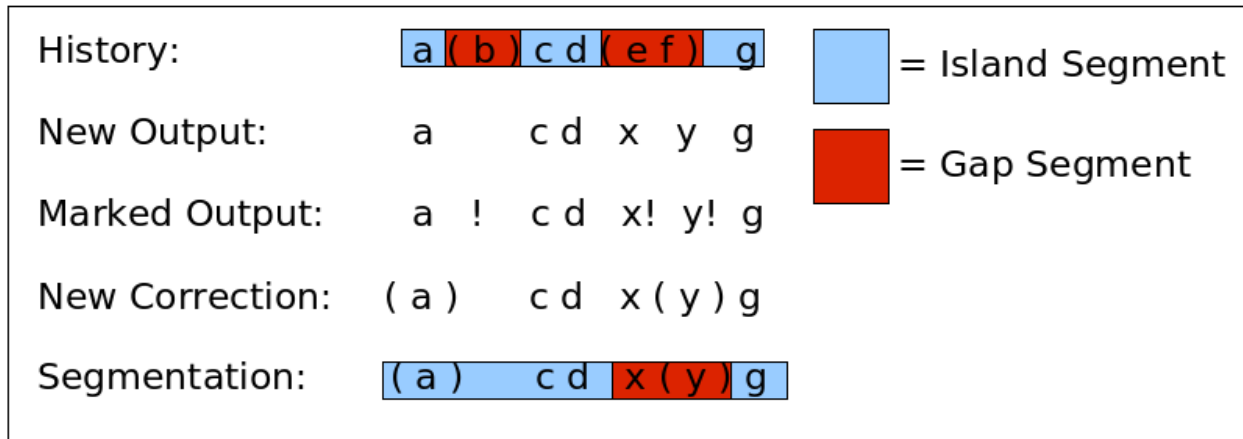 History: a ( b ) c d ( e f ) g
= Island Segment
New Output: a c d x y g
= Gap Segment
Marked Output: a ! c d x! y! g
New Correction: ( a ) c d x ( y ) g
Segmentation: ( a ) c d x ( y ) g